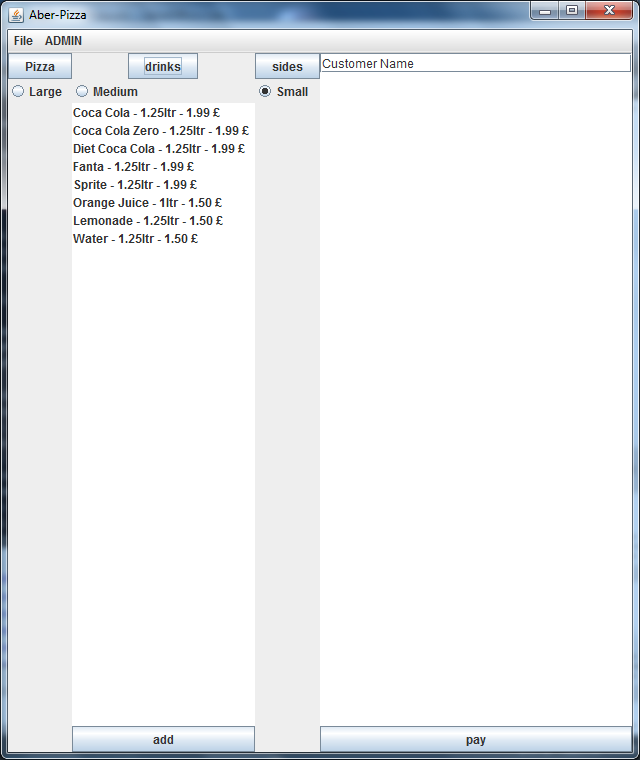 Aber-Pizza
File ADMIN
Pizza drinks sides Customer Name
Large Medium Small
Coca Cola - 1.25ltr - 1.99 £
Coca Cola Zero - 1.25ltr - 1.99 £
Diet Coca Cola - 1.25ltr - 1.99 £
Fanta - 1.25ltr - 1.99 £
Sprite - 1.25ltr - 1.99 £
Orange Juice - 1ltr - 1.50 £
Lemonade - 1.25ltr - 1.50 £
Water - 1.25ltr - 1.50 £
add pay